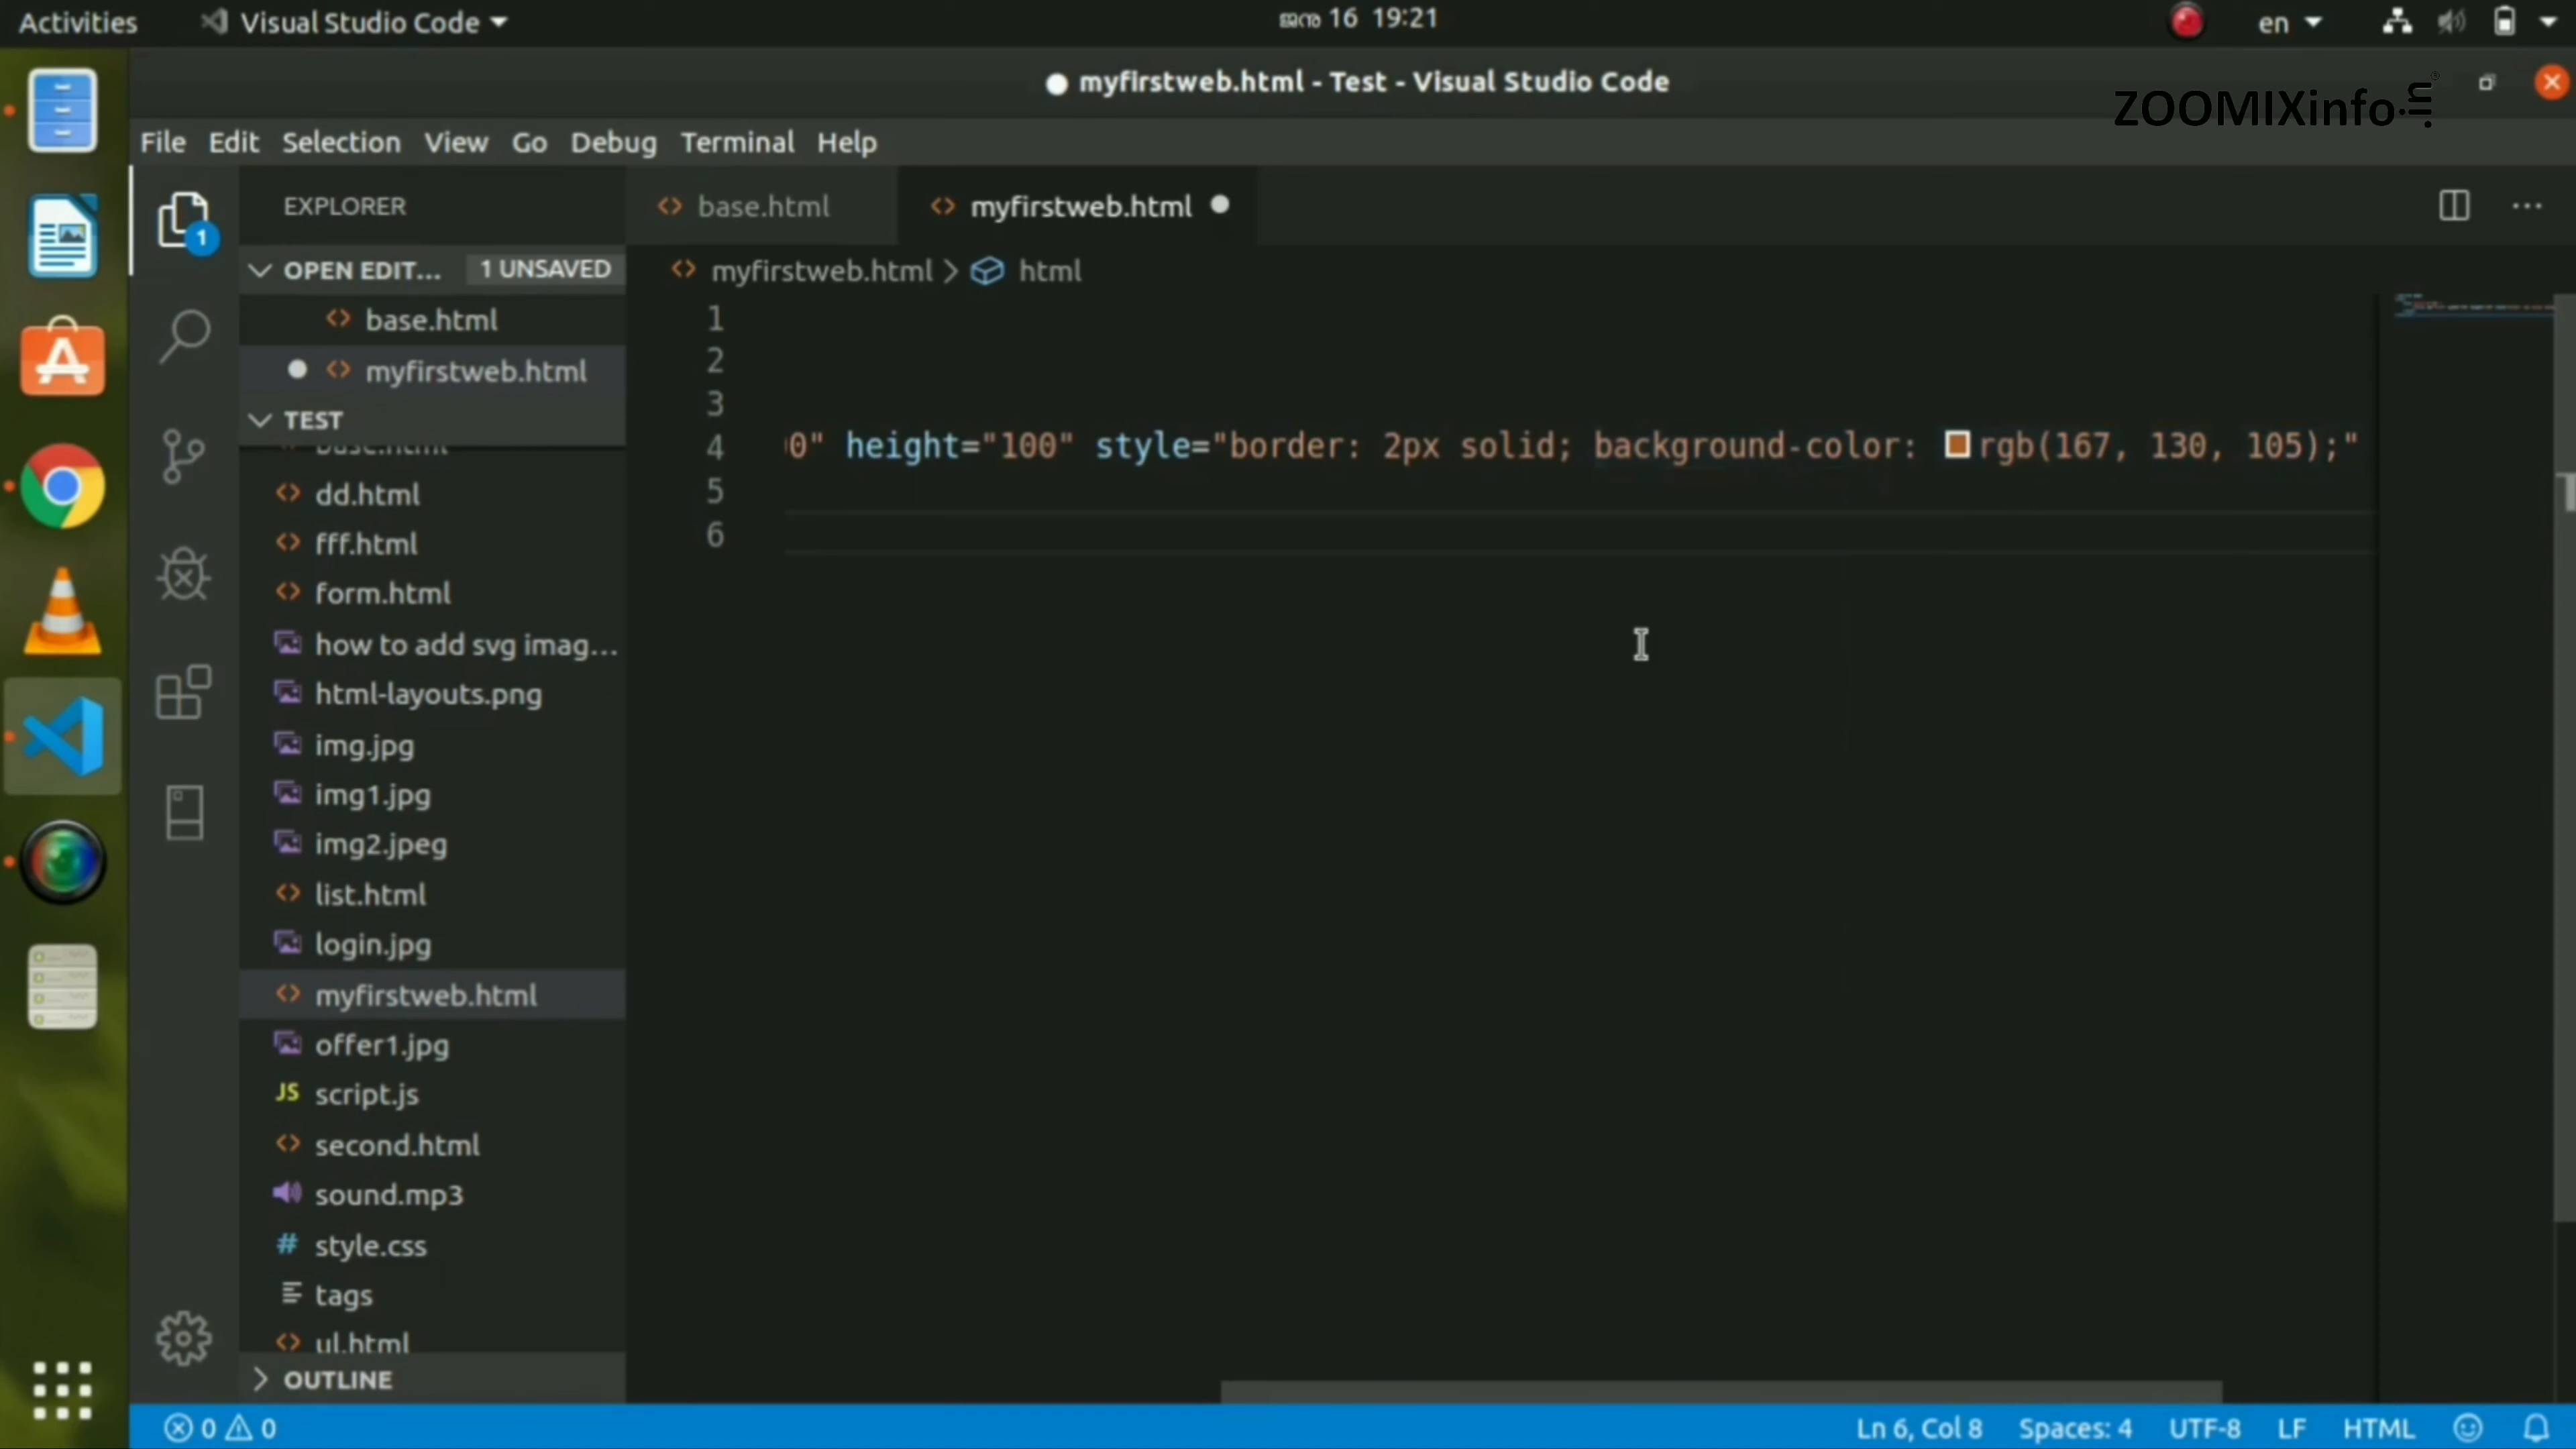 Activities
Visual Studio Code
ജനു 16 19:21
en
myfirstweb.html - Test - Visual Studio Code
ZOOMIXinfo.in
File Edit Selection View Go Debug Terminal Help
EXPLORER
base.html
myfirstweb.html
1
OPEN EDIT... 1 UNSAVED
myfirstweb.html > html
base.html
myfirstweb.html
TEST
base.html
dd.html
fff.html
form.html
how to add svg imag...
html-layouts.png
img.jpg
img1.jpg
img2.jpeg
list.html
login.jpg
myfirstweb.html
offer1.jpg
JS script.js
second.html
sound.mp3
# style.css
tags
ul.html
OUTLINE
1
2
3
4 0" height="100" style="border: 2px solid; background-color: rgb(167, 130, 105);"
5
6
0 0
Ln 6, Col 8 Spaces: 4 UTF-8 LF HTML